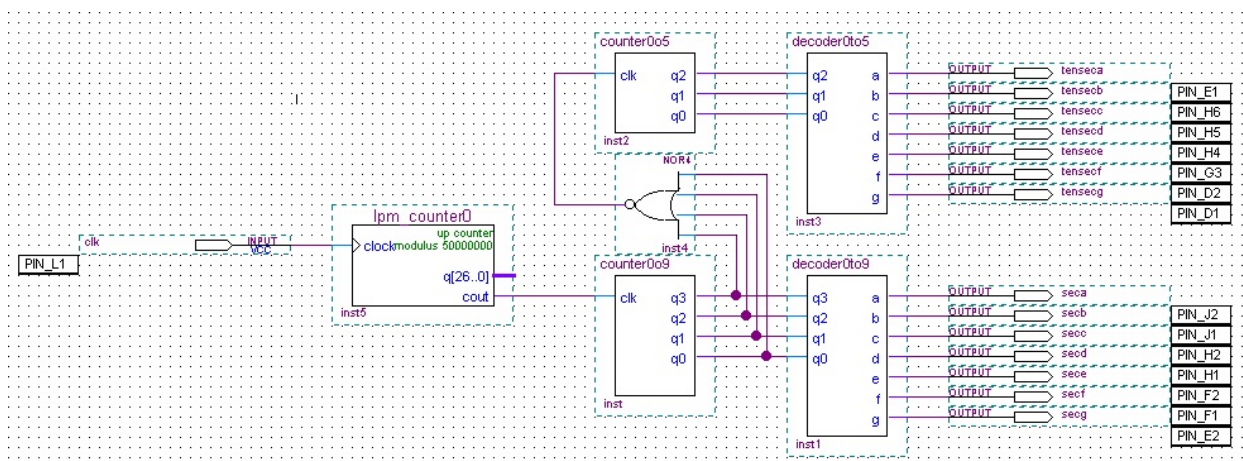 counter0o5
clk
q2
q1
q0
inst2
decoder0to5
q2
q1
q0
a
b
c
d
e
f
g
inst3
OUTPUT tenseca
OUTPUT tensecb
OUTPUT tensecc
OUTPUT tensecd
OUTPUT tensece
OUTPUT tensecf
OUTPUT tensecg
PIN_E1
PIN_H6
PIN_H5
PIN_H4
PIN_G3
PIN_D2
PIN_D1
NOR4
inst4
clk
INPUT
VCC
PIN_L1
lpm_counter0
up counter
clock modulus 50000000
q[26..0]
cout
inst5
counter0o9
clk
q3
q2
q1
q0
inst
decoder0to9
q3
q2
q1
q0
a
b
c
d
e
f
g
inst1
OUTPUT seca
OUTPUT secb
OUTPUT secc
OUTPUT secd
OUTPUT sece
OUTPUT secf
OUTPUT secg
PIN_J2
PIN_J1
PIN_H2
PIN_H1
PIN_F2
PIN_F1
PIN_E2